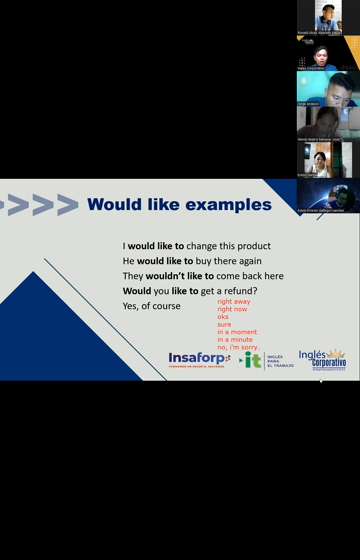 Would like examples
I would like to change this product
He would like to buy there again
They wouldn't like to come back here
Would you like to get a refund?
Yes, of course
right away
right now
oks
sure
in a moment
in a minute
no, i'm sorry.
Insaforp
it
INGLÉS
PARA
EL TRABAJO
Inglés
Corporativo